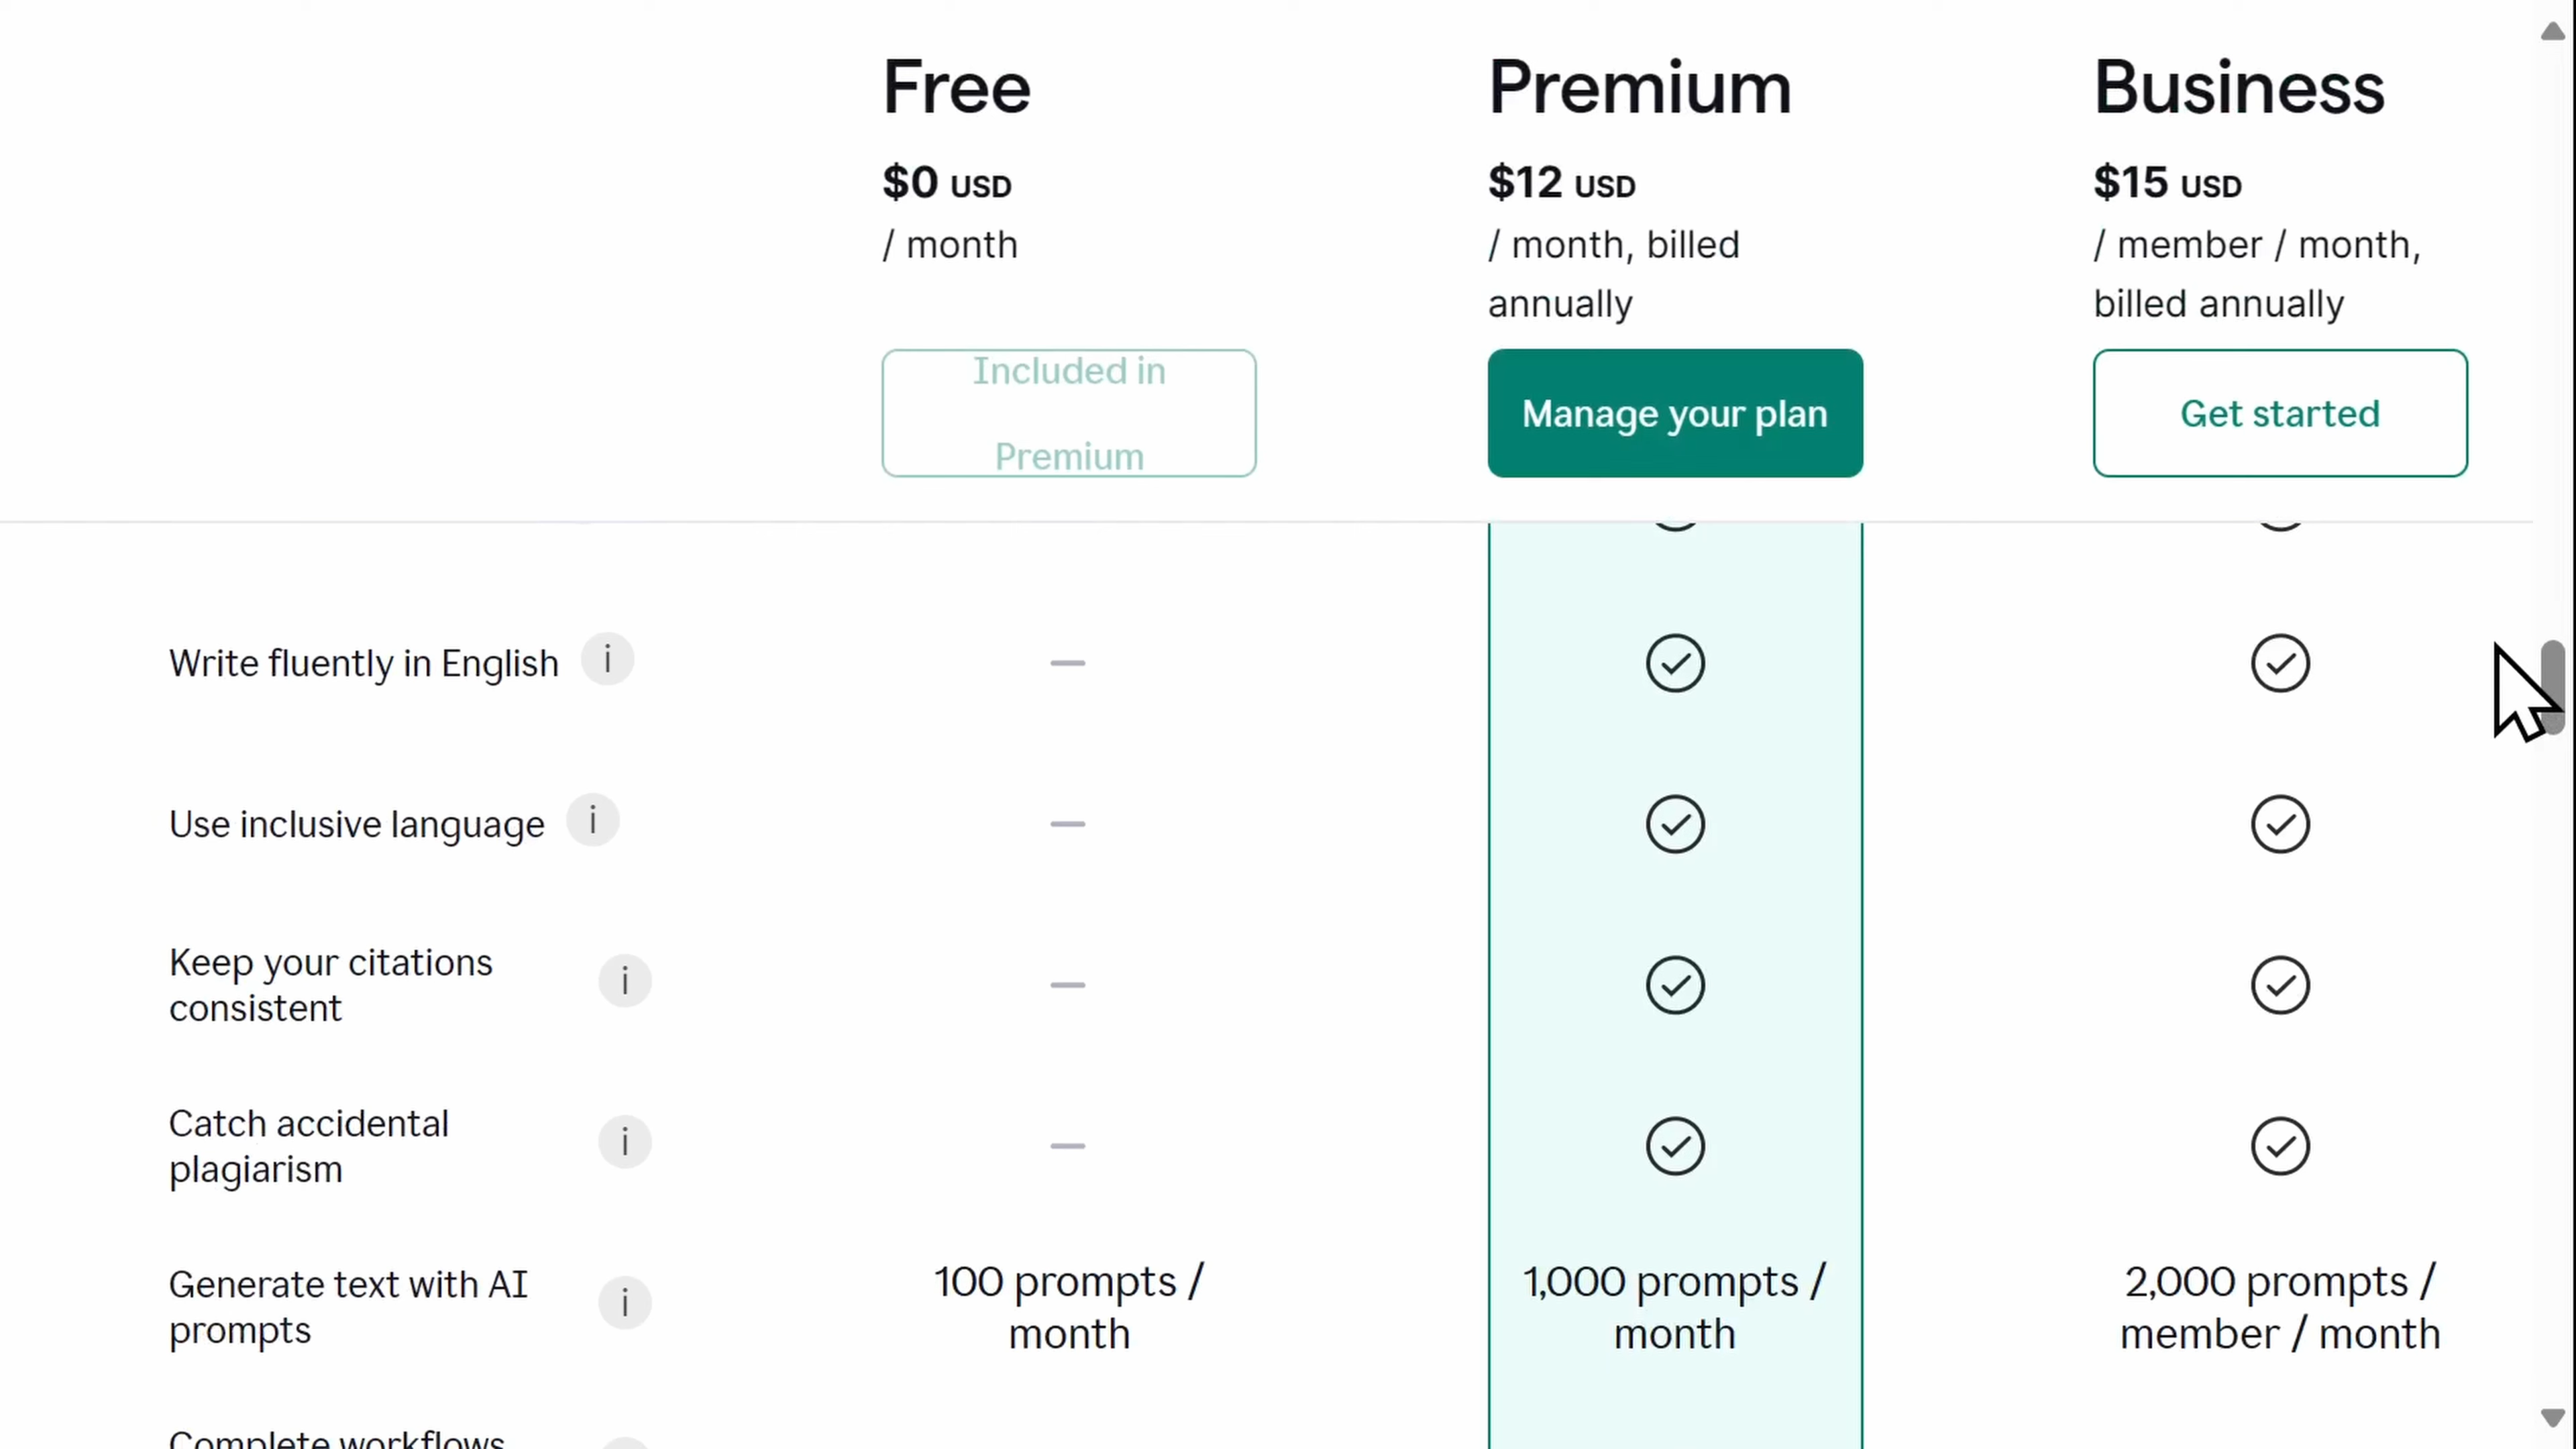 Free
Premium
Business
$0 USD
$12 USD
$15 USD
/ month
/ month, billed
annually
/ member / month,
billed annually
Included in
Premium
Manage your plan
Get started
Write fluently in English i
Use inclusive language i
Keep your citations
consistent
i
Catch accidental
plagiarism
i
Generate text with AI
prompts
i
100 prompts /
month
1,000 prompts /
month
2,000 prompts /
member / month
Complete workflows